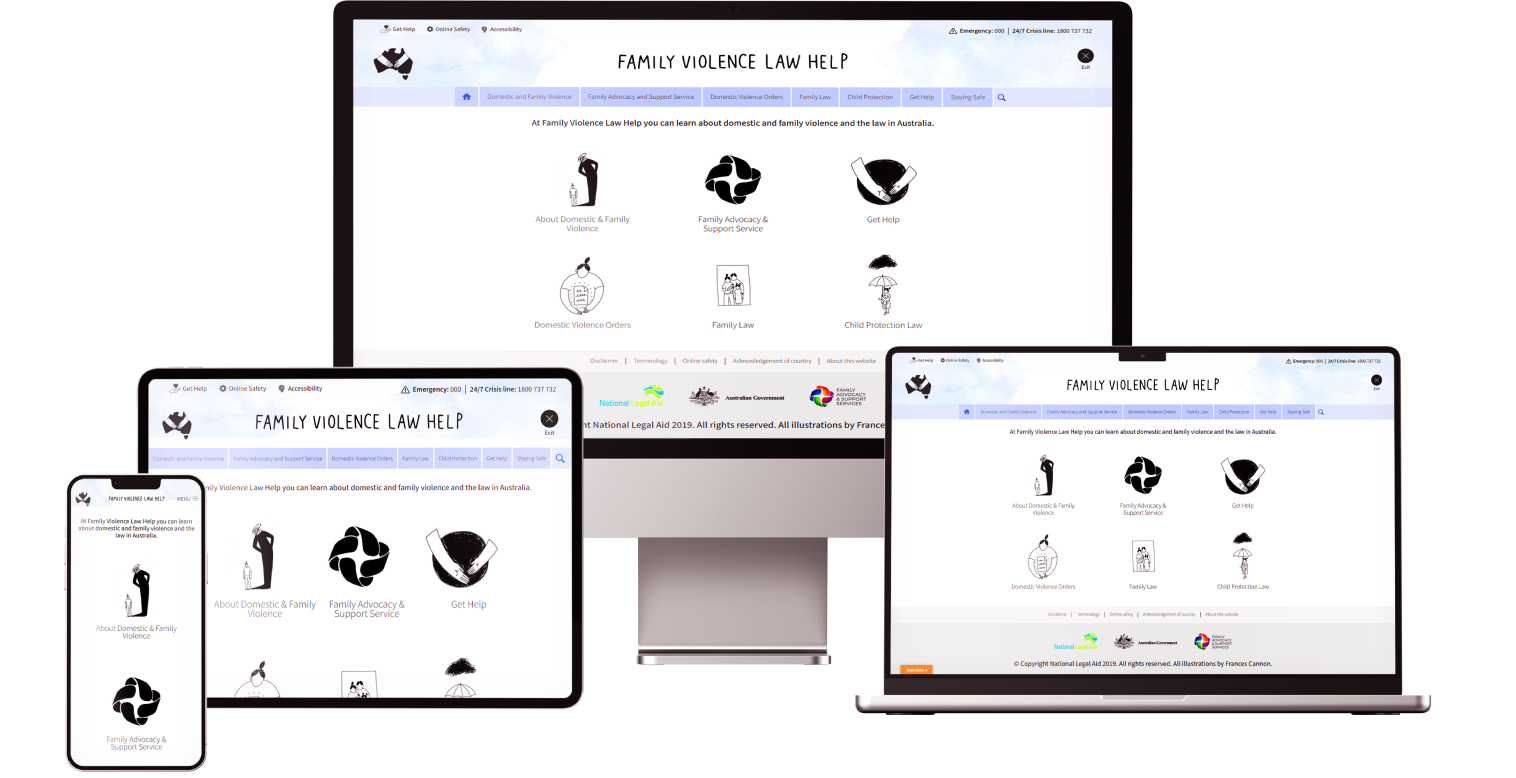 Get Help
Online Safety
Accessibility
Emergency: 000 | 24/7 Crisis line: 1800 737 732
FAMILY VIOLENCE LAW HELP
Exit
Domestic and Family Violence
Family Advocacy and Support Service
Domestic Violence Orders
Family Law
Child Protection
Get Help
Staying Safe
At Family Violence Law Help you can learn about domestic and family violence and the law in Australia.
About Domestic & Family
Violence
Family Advocacy &
Support Service
Get Help
Domestic Violence Orders
Family Law
Child Protection Law
Disclaimer | Terminology | Online safety | Acknowledgement of country | About this website
National Legal Aid
Australian Government
FAMILY
ADVOCACY
& SUPPORT
SERVICES
National Legal Aid 2019. All rights reserved. All illustrations by France
Get Help
Online Safety
Accessibility
Emergency: 000 | 24/7 Crisis line: 1800 737 732
FAMILY VIOLENCE LAW HELP
Exit
Domestic and Family Violence
Family Advocacy and Support Service
Domestic Violence Orders
Family Law
Child Protection
Get Help
Staying Safe
Violence Law Help you can learn about domestic and family violence and the law in Australia.
About Domestic & Family
Violence
Family Advocacy &
Support Service
Get Help
FAMILY VIOLENCE LAW HELP
MENU
At Family Violence Law Help you can learn
about domestic and family violence and the
law in Australia.
About Domestic & Family
Violence
Family Advocacy &
Support Service
Get Help
Online Safety
Accessibility
Emergency: 000 | 24/7 Crisis line: 1800 737 732
FAMILY VIOLENCE LAW HELP
Exit
Domestic and Family Violence
Family Advocacy and Support Service
Domestic Violence Orders
Family Law
Child Protection
Get Help
Staying Safe
At Family Violence Law Help you can learn about domestic and family violence and the law in Australia.
About Domestic & Family
Violence
Family Advocacy &
Support Service
Get Help
Domestic Violence Orders
Family Law
Child Protection Law
Disclaimer | Terminology | Online safety | Acknowledgement of country | About this website
National Legal Aid
Australian Government
FAMILY
ADVOCACY
& SUPPORT
SERVICES
Translate »
© Copyright National Legal Aid 2019. All rights reserved. All illustrations by Frances Cannon.